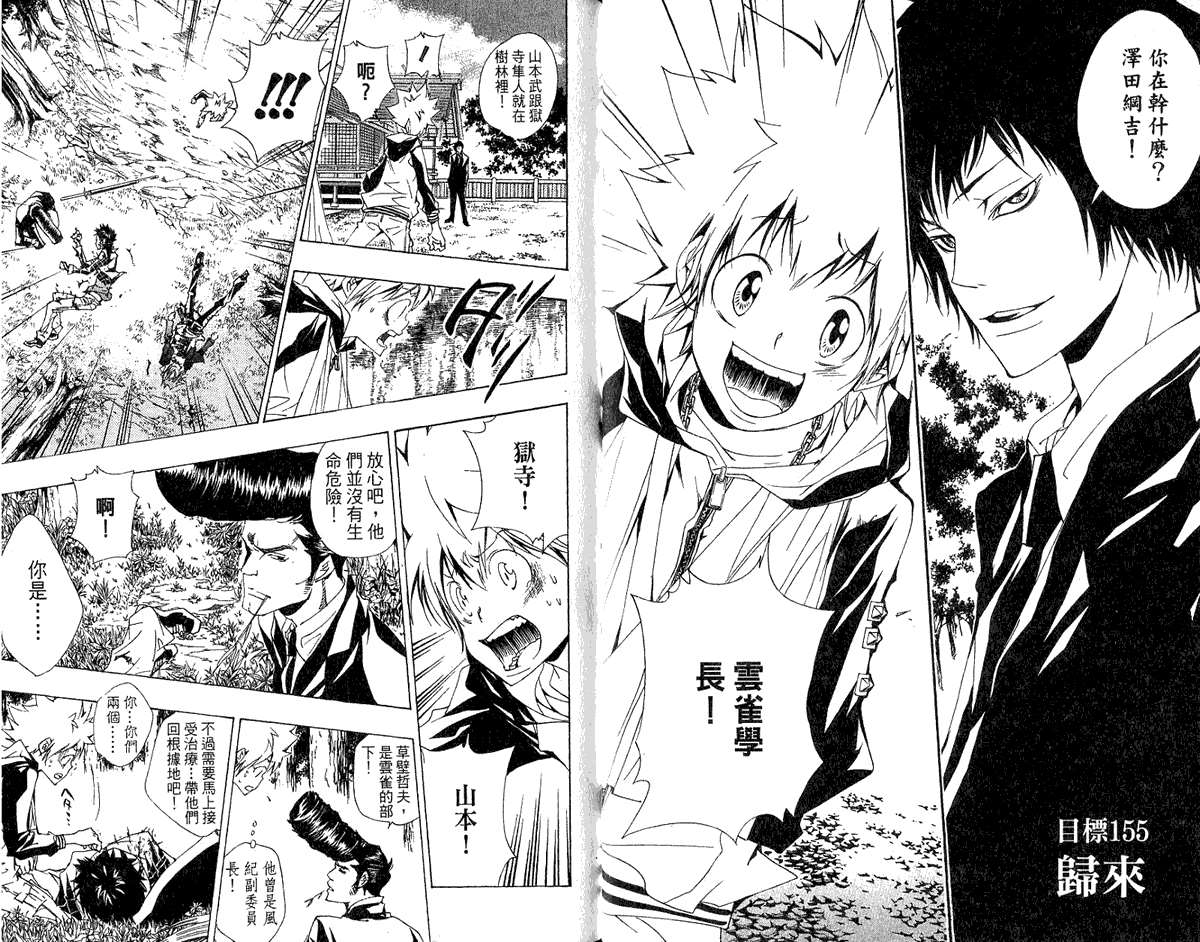 你在幹什麼？
澤田綱吉！
雲雀學
長！
目標155
歸來
山本武跟獄
寺隼人就在
樹林裡！
！
呃？
!!!
ダッ
獄寺！
山本！
放心吧，他
們並沒有生
命危險！
啊！
你是……
草壁哲夫，
是雲雀的部
下！
他曾是風
紀副委員
長！
不過需要馬上接
受治療…帶他們
回根據地吧！
你…你們
兩個……
ヘタ…